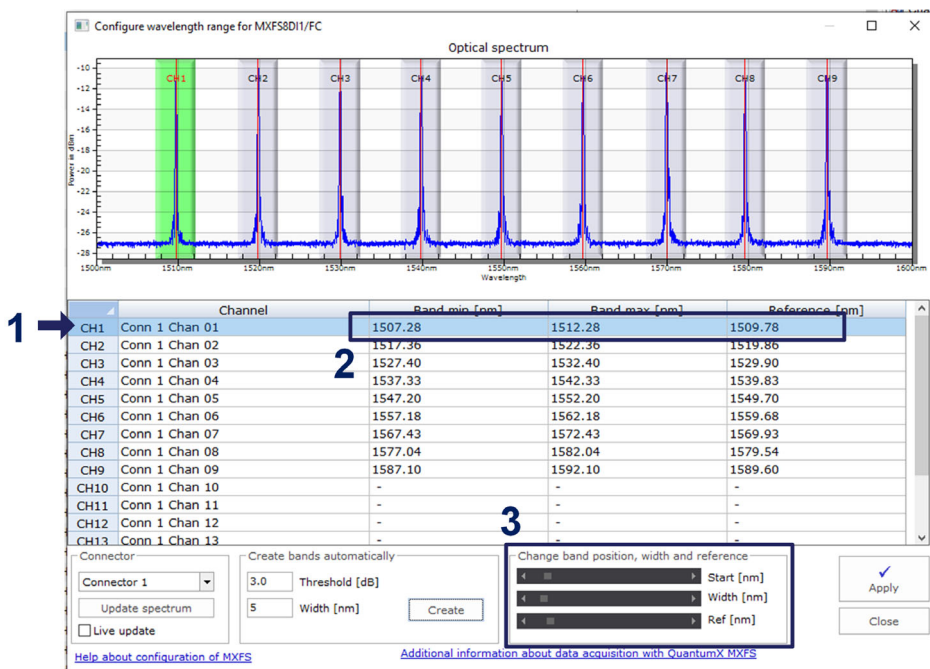 Configure wavelength range for MXFS8DI1/FC
Optical spectrum
CH1 CH2 CH3 CH4 CH5 CH6 CH7 CH8 CH9
-10
-12
-14
-16
-18
-20
-22
-24
-26
-28
Power in dBm
1500nm 1510nm 1520nm 1530nm 1540nm 1550nm 1560nm 1570nm 1580nm 1590nm 1600nm
Wavelength
Channel Band min [nm] Band max [nm] Reference [nm]
1 CH1 Conn 1 Chan 01 1507.28 1512.28 1509.78
CH2 Conn 1 Chan 02 1517.36 1522.36 1519.86
2
CH3 Conn 1 Chan 03 1527.40 1532.40 1529.90
CH4 Conn 1 Chan 04 1537.33 1542.33 1539.83
CH5 Conn 1 Chan 05 1547.20 1552.20 1549.70
CH6 Conn 1 Chan 06 1557.18 1562.18 1559.68
CH7 Conn 1 Chan 07 1567.43 1572.43 1569.93
CH8 Conn 1 Chan 08 1577.04 1582.04 1579.54
CH9 Conn 1 Chan 09 1587.10 1592.10 1589.60
CH10 Conn 1 Chan 10 - - -
CH11 Conn 1 Chan 11 - - -
CH12 Conn 1 Chan 12 - - -
CH13 Conn 1 Chan 13 - - -
3
Connector
Connector 1
Update spectrum
Live update
Create bands automatically
3.0 Threshold [dB]
5 Width [nm]
Create
Change band position, width and reference
Start [nm]
Width [nm]
Ref [nm]
Apply
Close
Help about configuration of MXFS
Additional information about data acquisition with QuantumX MXFS